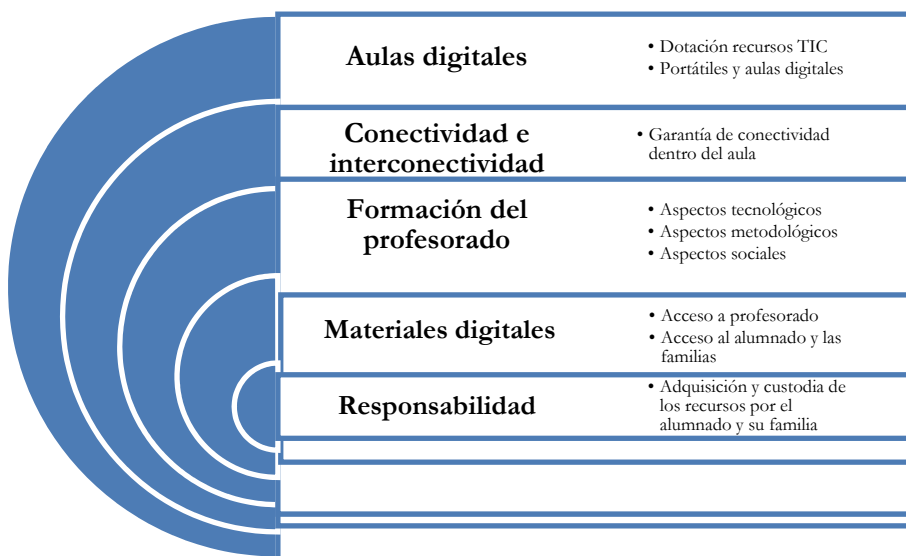 Aulas digitales
• Dotación recursos TIC
• Portátiles y aulas digitales
Conectividad e
interconectividad
• Garantía de conectividad
dentro del aula
Formación del
profesorado
• Aspectos tecnológicos
• Aspectos metodológicos
• Aspectos sociales
Materiales digitales
• Acceso a profesorado
• Acceso al alumnado y las
familias
Responsabilidad
• Adquisición y custodia de
los recursos por el
alumnado y su familia